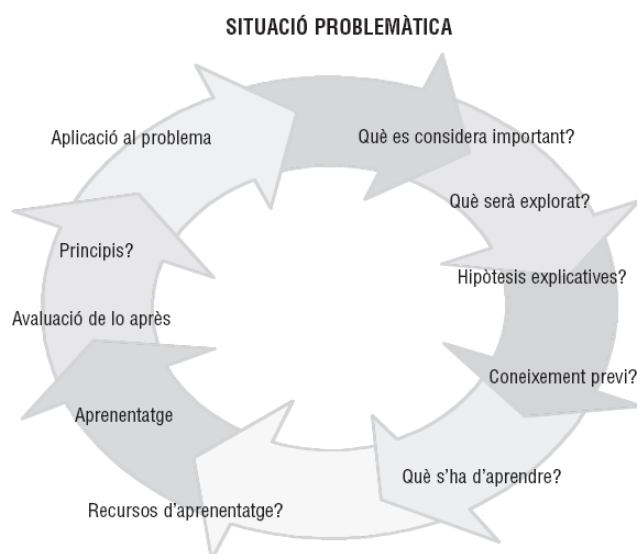 SITUACIÓ PROBLEMÀTICA
Què es considera important?
Què serà explorat?
Hipòtesis explicatives?
Coneixement previ?
Què s'ha d'aprendre?
Recursos d'aprenentatge?
Aprenentatge
Avaluació de lo après
Principis?
Aplicació al problema